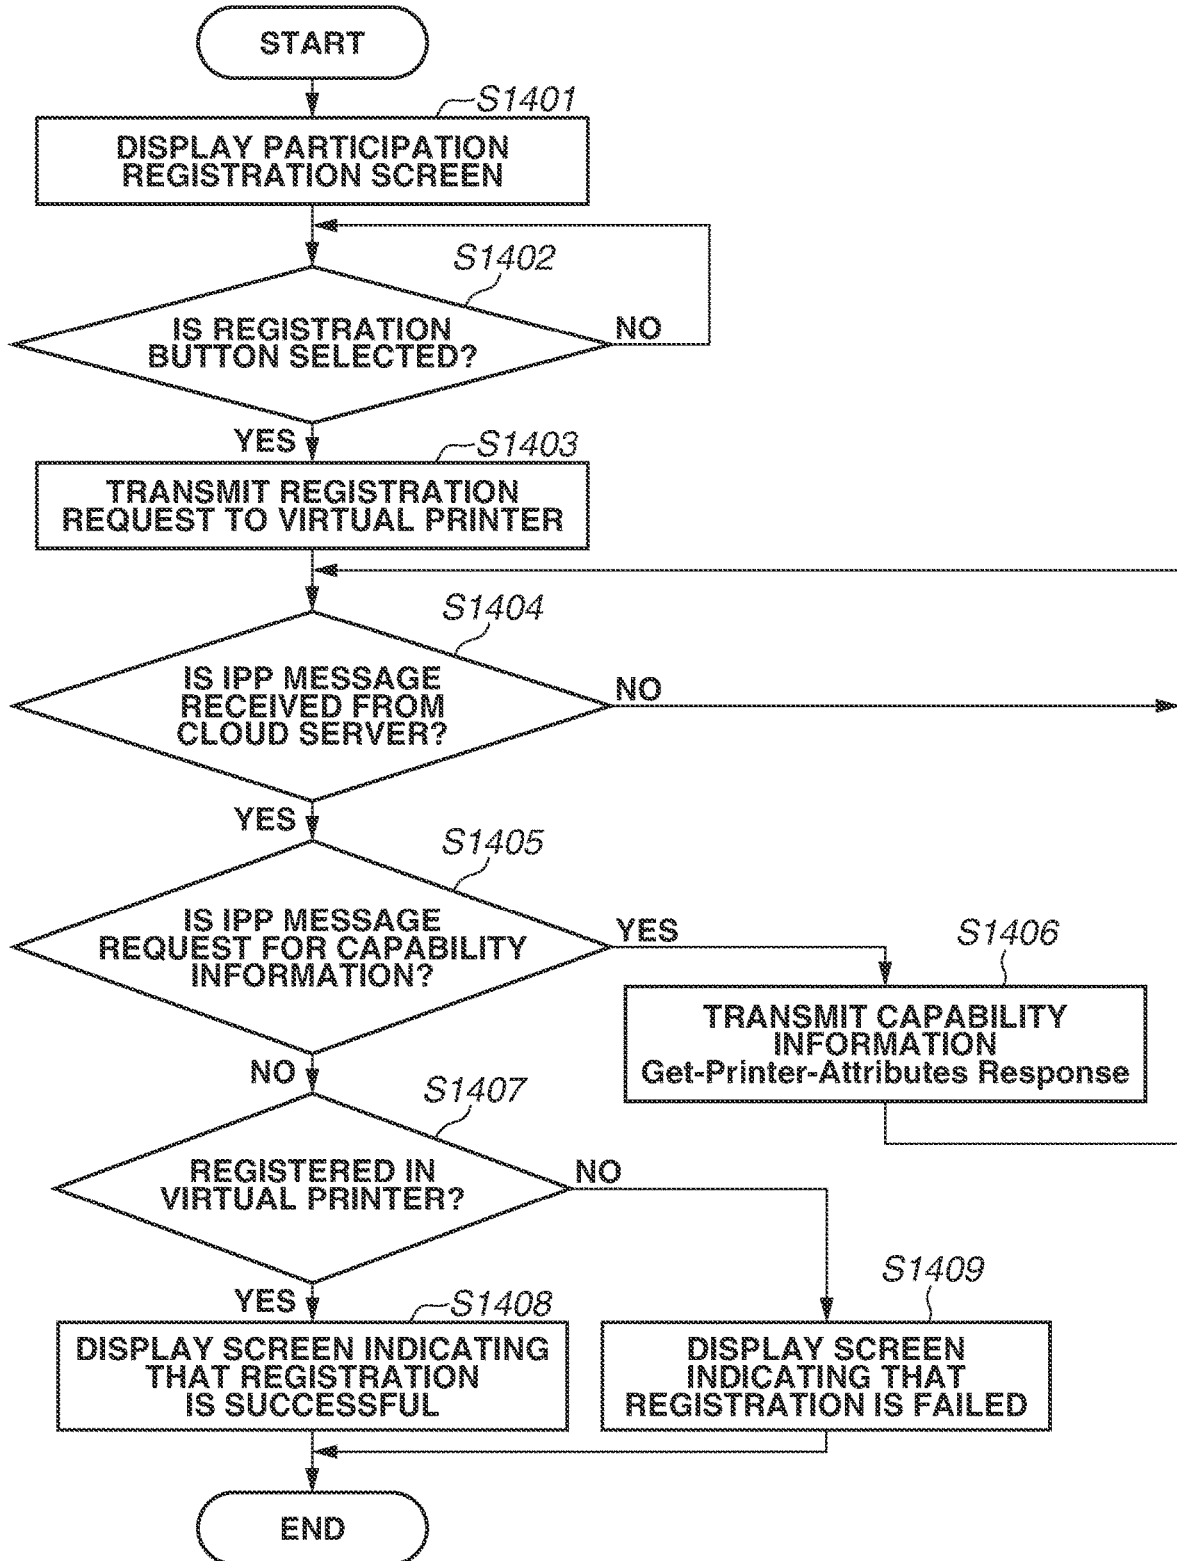 START
S1401
DISPLAY PARTICIPATION
REGISTRATION SCREEN
S1402
IS REGISTRATION
BUTTON SELECTED?
NO
YES
S1403
TRANSMIT REGISTRATION
REQUEST TO VIRTUAL PRINTER
S1404
IS IPP MESSAGE
RECEIVED FROM
CLOUD SERVER?
NO
YES
S1405
IS IPP MESSAGE
REQUEST FOR CAPABILITY
INFORMATION?
YES
S1406
TRANSMIT CAPABILITY
INFORMATION
Get-Printer-Attributes Response
NO
S1407
REGISTERED IN
VIRTUAL PRINTER?
NO
YES
S1408
DISPLAY SCREEN INDICATING
THAT REGISTRATION
IS SUCCESSFUL
S1409
DISPLAY SCREEN
INDICATING THAT
REGISTRATION IS FAILED
END